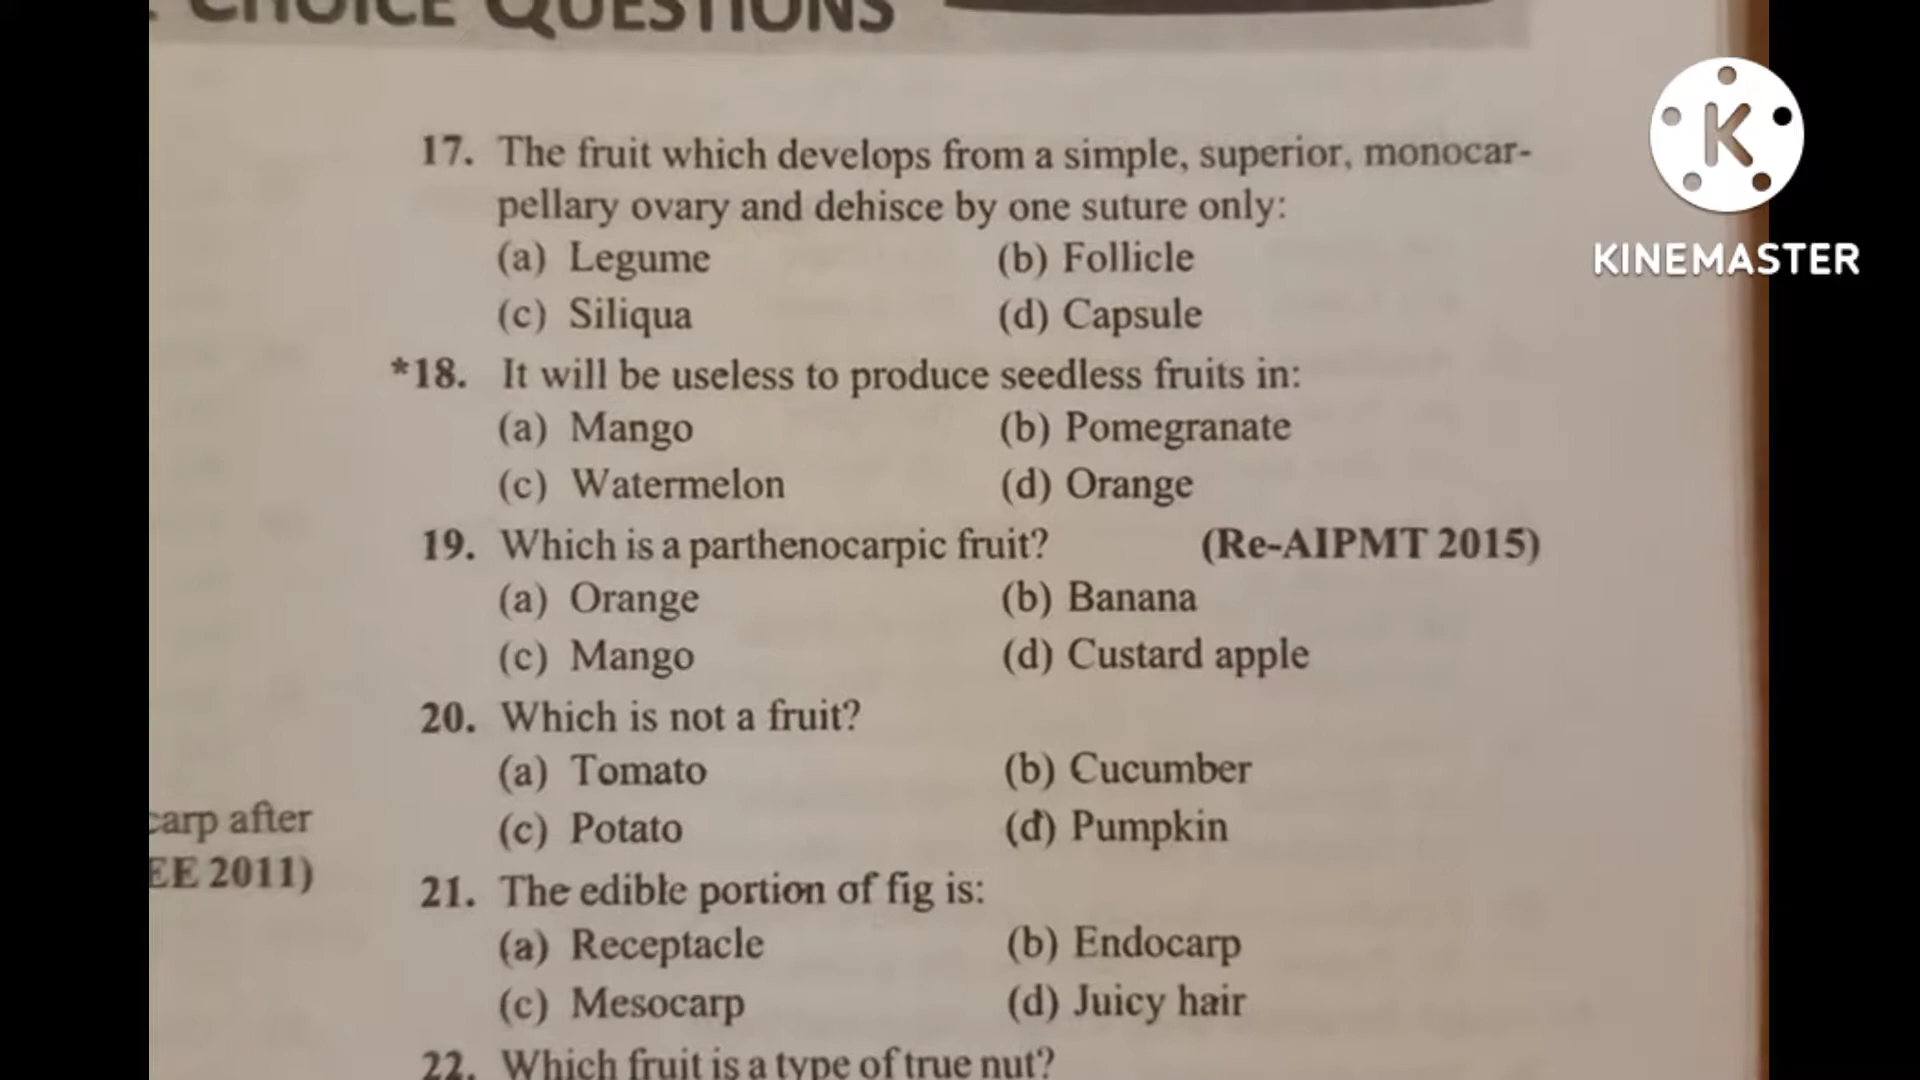 CHOICE QUESTIONS
17. The fruit which develops from a simple, superior, monocar-
pellary ovary and dehisce by one suture only:
(a) Legume (b) Follicle
(c) Siliqua (d) Capsule
*18. It will be useless to produce seedless fruits in:
(a) Mango (b) Pomegranate
(c) Watermelon (d) Orange
19. Which is a parthenocarpic fruit? (Re-AIPMT 2015)
(a) Orange (b) Banana
(c) Mango (d) Custard apple
20. Which is not a fruit?
(a) Tomato (b) Cucumber
(c) Potato (d) Pumpkin
21. The edible portion of fig is:
(a) Receptacle (b) Endocarp
(c) Mesocarp (d) Juicy hair
22. Which fruit is a type of true nut?
carp after
EE 2011)
K
KINEMASTER